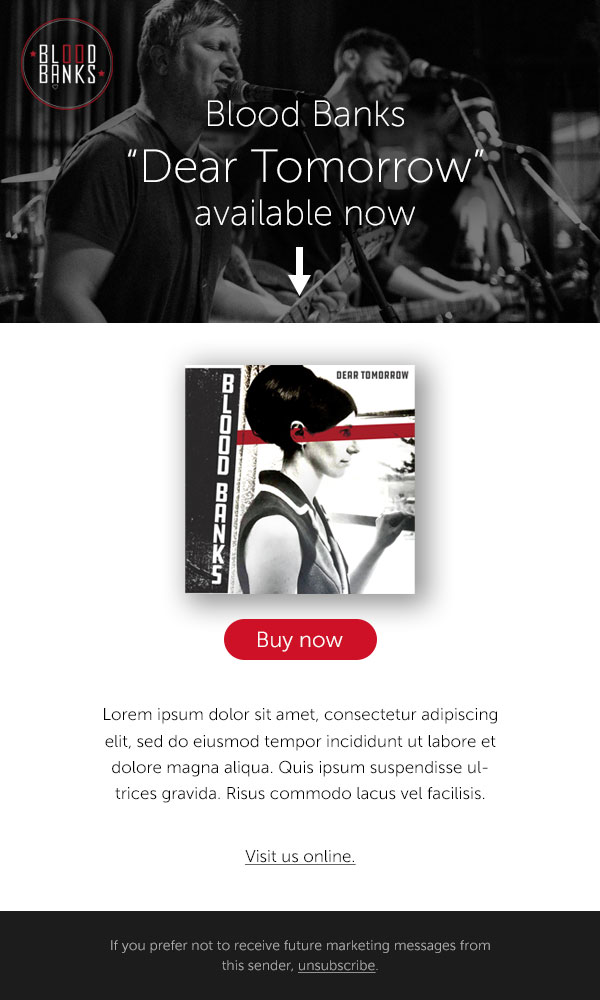 BLOOD
BANKS
Blood Banks
“Dear Tomorrow”
available now
DEAR TOMORROW
BLOOD BANKS
Buy now
Lorem ipsum dolor sit amet, consectetur adipiscing
elit, sed do eiusmod tempor incididunt ut labore et
dolore magna aliqua. Quis ipsum suspendisse ul-
trices gravida. Risus commodo lacus vel facilisis.
Visit us online.
If you prefer not to receive future marketing messages from
this sender, unsubscribe.